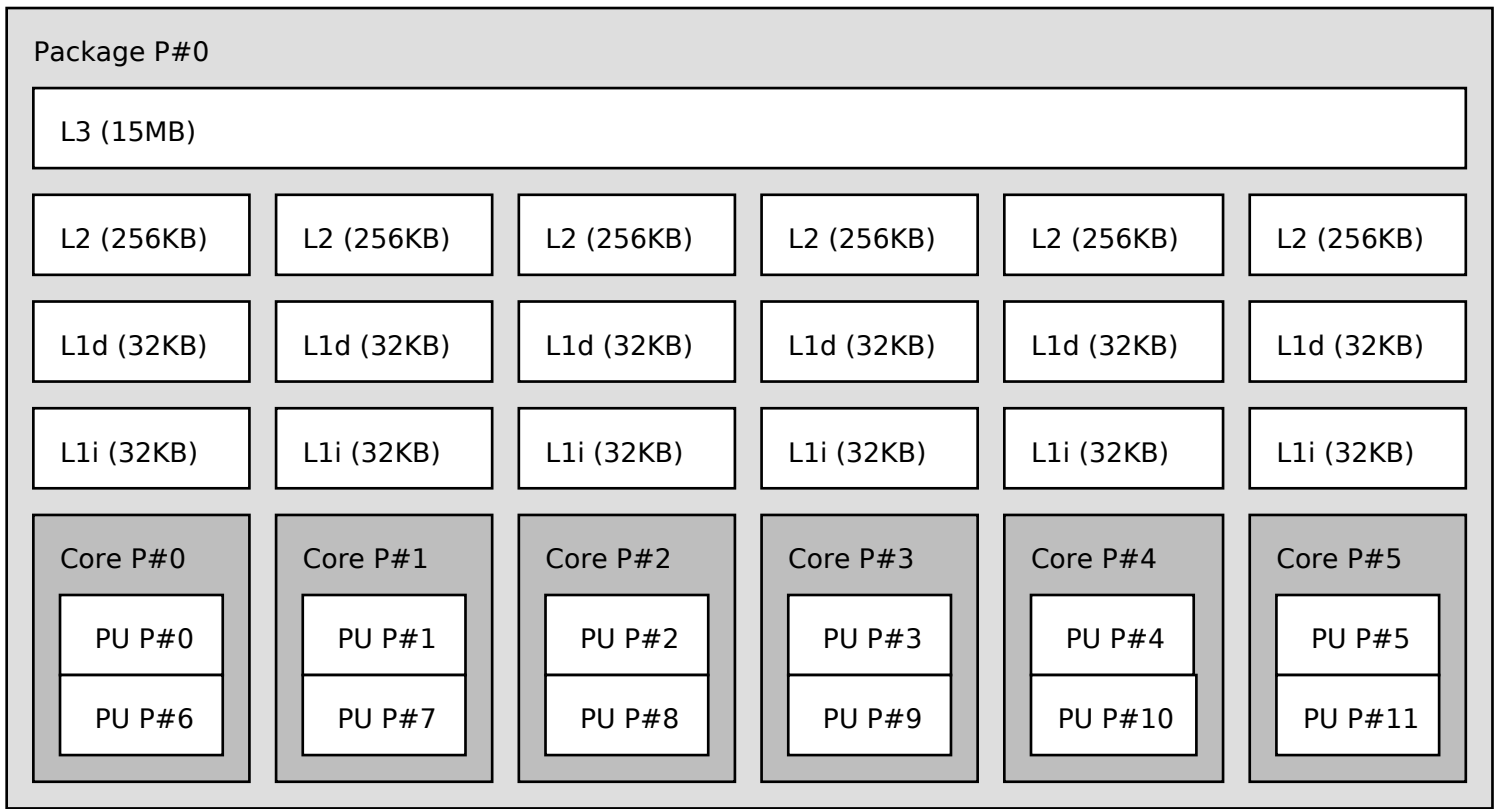 Package P#0
L3 (15MB)
L2 (256KB) L2 (256KB) L2 (256KB) L2 (256KB) L2 (256KB) L2 (256KB)
L1d (32KB) L1d (32KB) L1d (32KB) L1d (32KB) L1d (32KB) L1d (32KB)
L1i (32KB) L1i (32KB) L1i (32KB) L1i (32KB) L1i (32KB) L1i (32KB)
Core P#0 Core P#1 Core P#2 Core P#3 Core P#4 Core P#5
PU P#0 PU P#1 PU P#2 PU P#3 PU P#4 PU P#5
PU P#6 PU P#7 PU P#8 PU P#9 PU P#10 PU P#11